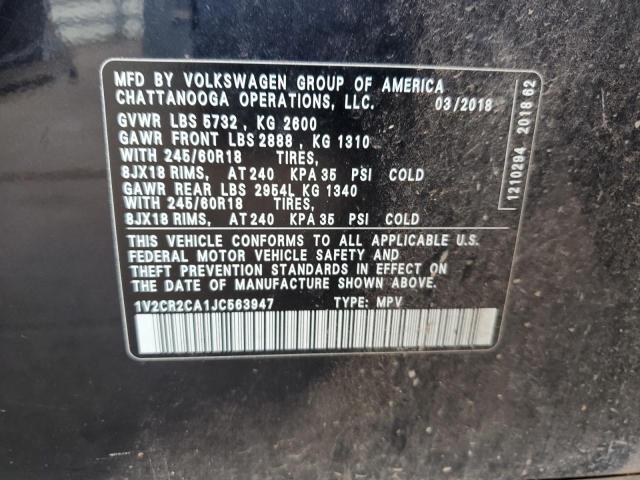 MFD BY VOLKSWAGEN GROUP OF AMERICA
CHATTANOOGA OPERATIONS, LLC. 03/2018
GVWR LBS 5732 , KG 2600
GAWR FRONT LBS 2888 , KG 1310
WITH 245/60R18 TIRES,
8JX18 RIMS, AT 240 KPA 35 PSI COLD
GAWR REAR LBS 2954L KG 1340
WITH 245/60R18 TIRES,
8JX18 RIMS, AT 240 KPA 35 PSI COLD
THIS VEHICLE CONFORMS TO ALL APPLICABLE U.S.
FEDERAL MOTOR VEHICLE SAFETY AND
THEFT PREVENTION STANDARDS IN EFFECT ON
THE DATE OF MANUFACTURE SHOWN ABOVE.
1V2CR2CA1JC563947 TYPE: MPV
1210294 2018 62